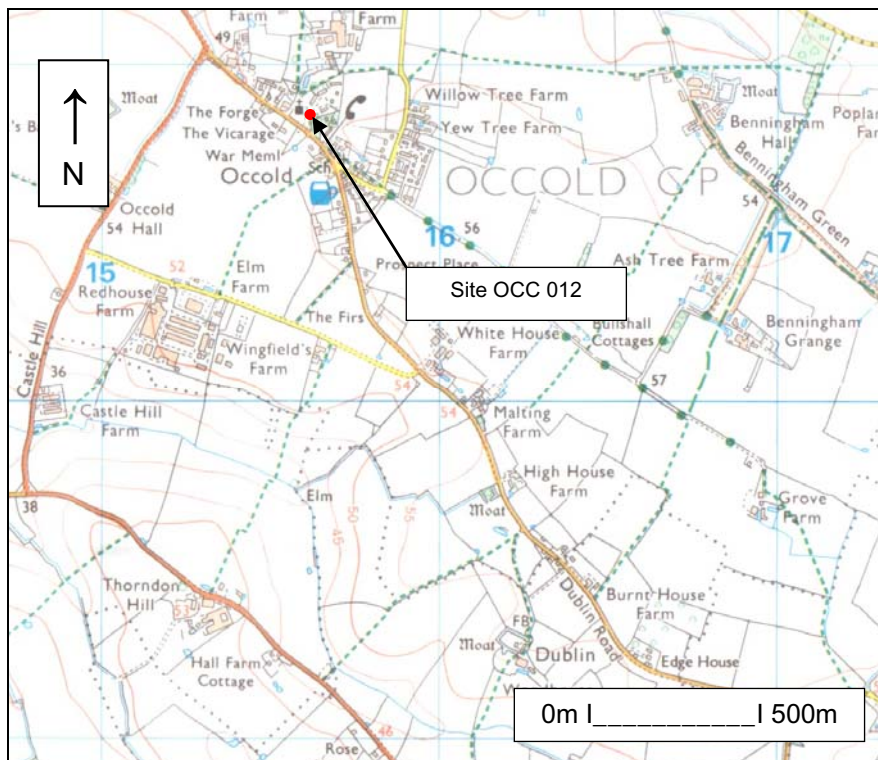 Farm
Farm
49
Moat
The Forge
The Vicarage
War Meml
Sch
Occold
Willow Tree Farm
Yew Tree Farm
Moat
Benningham
Hall
Benningham Green
54
OCCOLD C P
N
Occold
54 Hall
15
52
Elm
Farm
16
56
17
Prospect Place
Ash Tree Farm
Site OCC 012
Redhouse
Farm
The Firs
Wingfield's
Farm
White House
Farm
Bullshall
Cottages
Benningham
Grange
Castle Hill
36
54
54
57
Castle Hill
Farm
Malting
Farm
High House
Farm
Elm
50
45
55
Moat
Grove
Farm
38
Thorndon
Hill
53
Dublin Road
Burnt House
Farm
FB
Moat
Dublin
Edge House
Hall Farm
Cottage
46
Rose
0m I___________I 500m